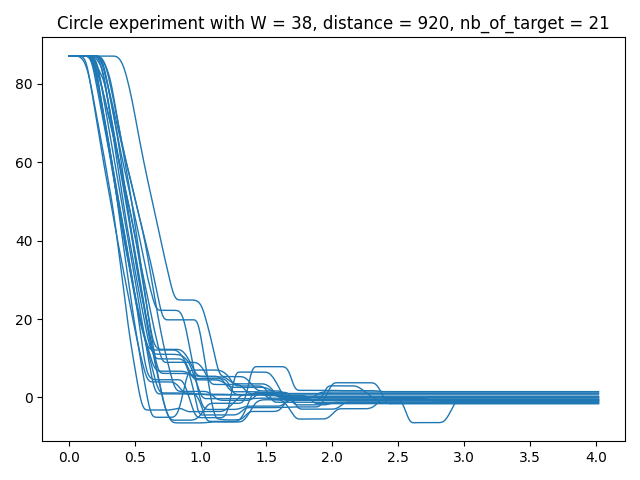 Circle experiment with W = 38, distance = 920, nb_of_target = 21
80
60
40
20
0
0.0 0.5 1.0 1.5 2.0 2.5 3.0 3.5 4.0